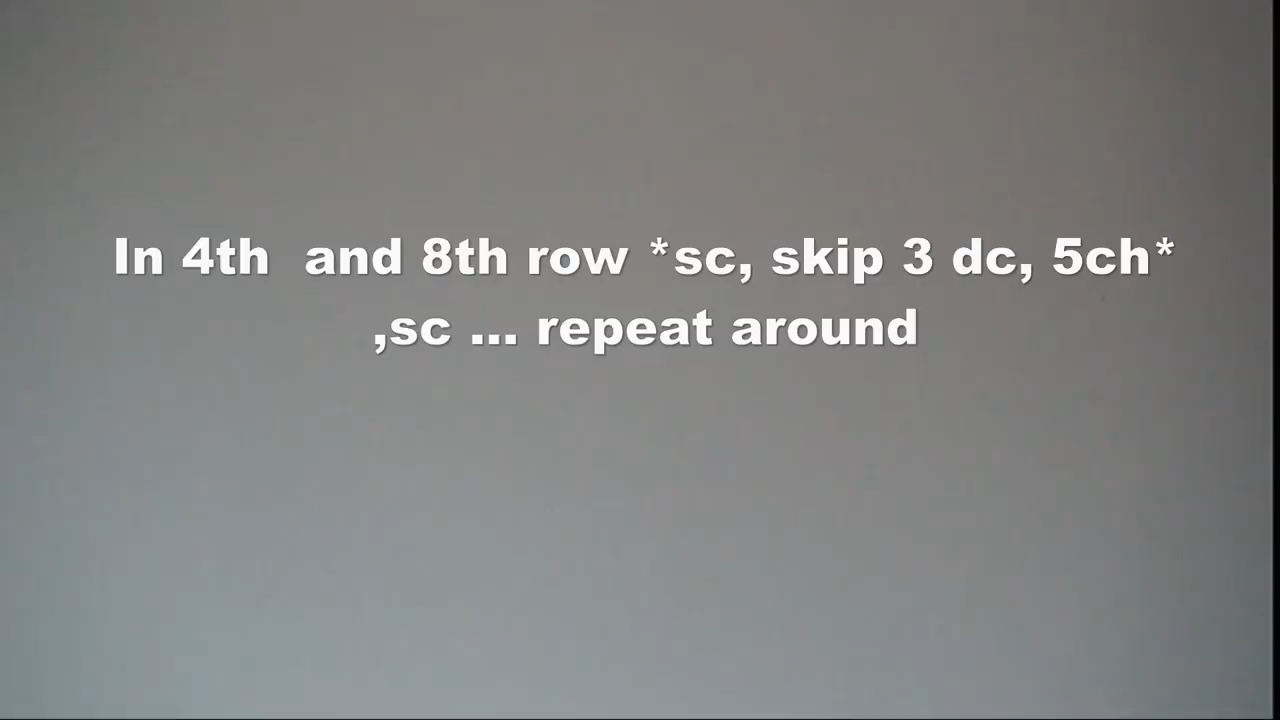 In 4th  and 8th row *sc, skip 3 dc, 5ch*
,sc ... repeat around